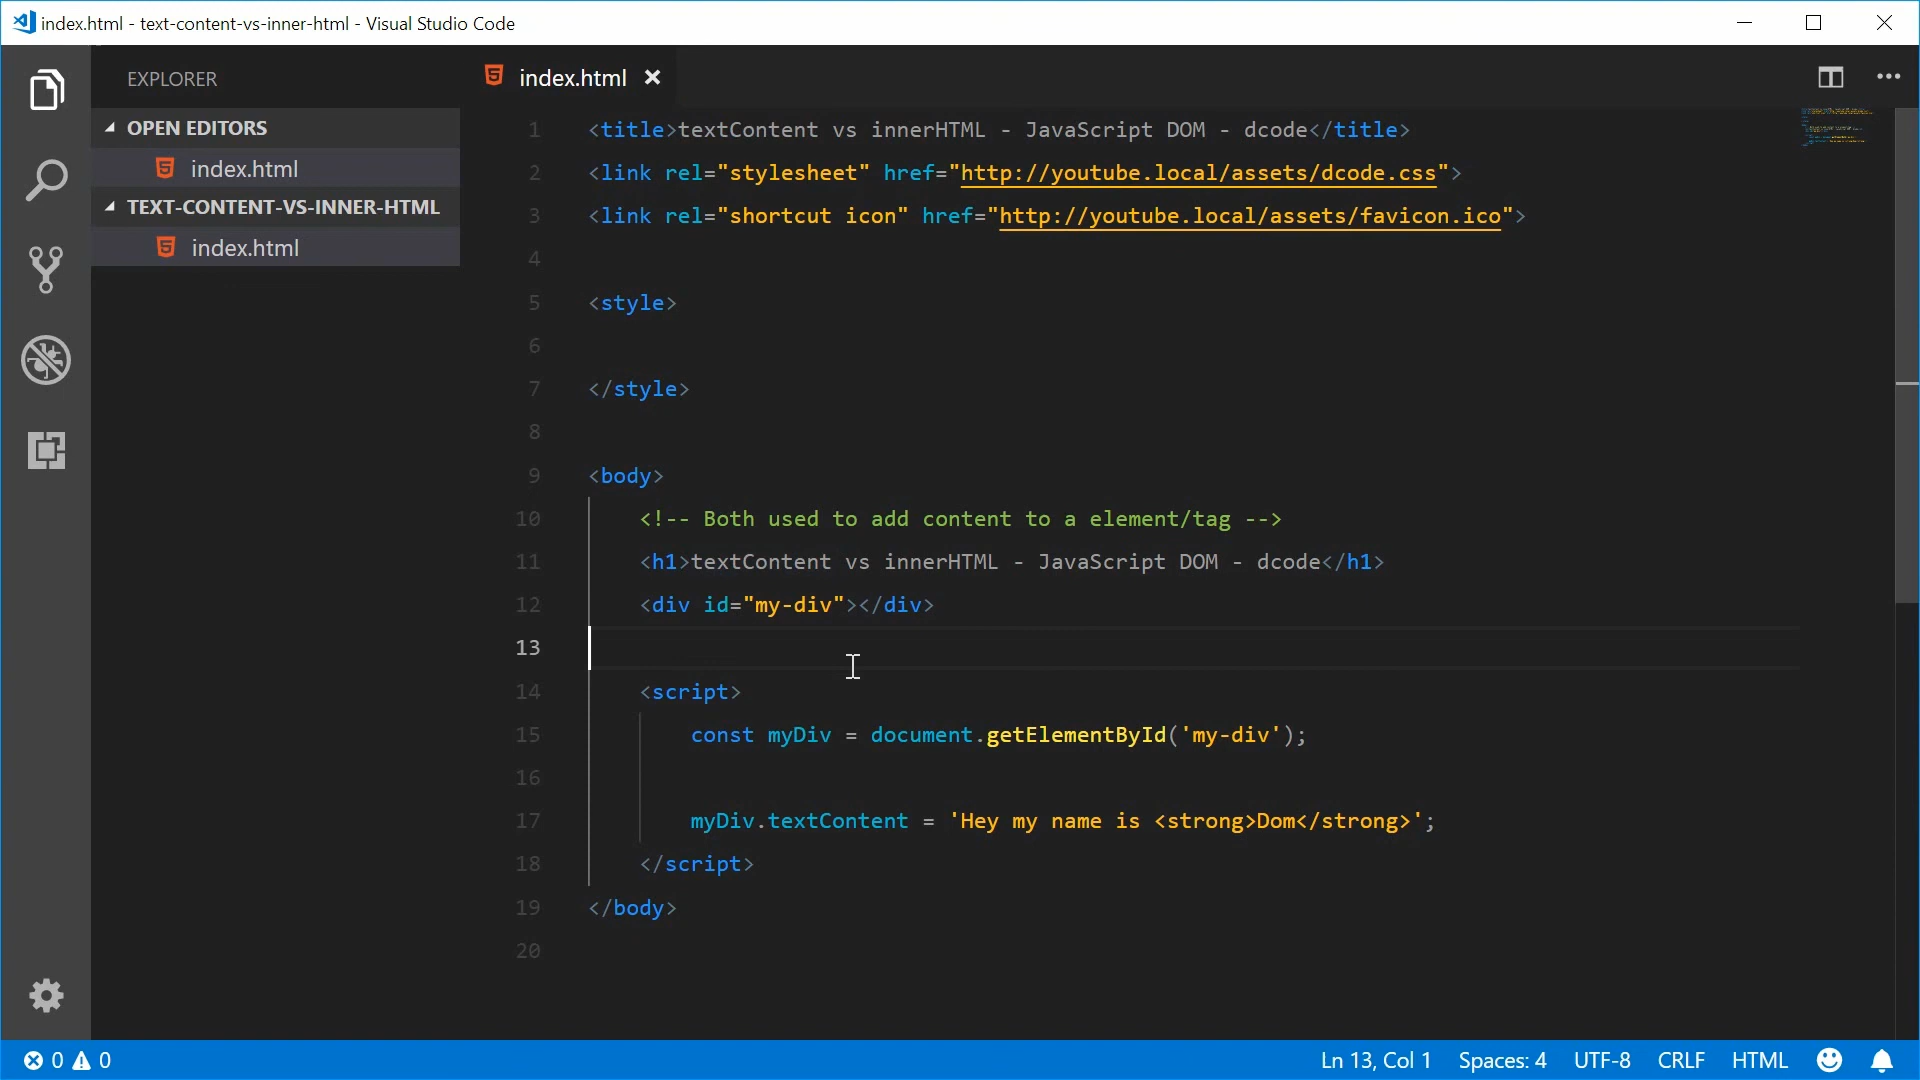 index.html - text-content-vs-inner-html - Visual Studio Code
EXPLORER
OPEN EDITORS
index.html
TEXT-CONTENT-VS-INNER-HTML
index.html
index.html
1 <title>textContent vs innerHTML - JavaScript DOM - dcode</title>
2 <link rel="stylesheet" href="http://youtube.local/assets/dcode.css">
3 <link rel="shortcut icon" href="http://youtube.local/assets/favicon.ico">
4
5 <style>
6
7 </style>
8
9 <body>
10     <!-- Both used to add content to a element/tag -->
11     <h1>textContent vs innerHTML - JavaScript DOM - dcode</h1>
12     <div id="my-div"></div>
13
14     <script>
15         const myDiv = document.getElementById('my-div');
16
17         myDiv.textContent = 'Hey my name is <strong>Dom</strong>';
18     </script>
19 </body>
20
0 0 Ln 13, Col 1 Spaces: 4 UTF-8 CRLF HTML